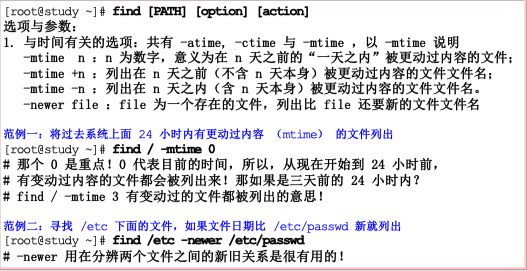 [root@study ~]# find [PATH] [option] [action]
选项与参数：
1. 与时间有关的选项：共有 -atime, -ctime 与 -mtime ，以 -mtime 说明
-mtime n ：n 为数字，意义为在 n 天之前的“一天之内”被更动过内容的文件；
-mtime +n ：列出在 n 天之前（不含 n 天本身）被更动过内容的文件文件名；
-mtime -n ：列出在 n 天之内（含 n 天本身）被更动过内容的文件文件名。
-newer file ：file 为一个存在的文件，列出比 file 还要新的文件文件名
范例一：将过去系统上面 24 小时内有更动过内容 （mtime） 的文件列出
[root@study ~]# find / -mtime 0
# 那个 0 是重点！0 代表目前的时间，所以，从现在开始到 24 小时前，
# 有变动过内容的文件都会被列出来！那如果是三天前的 24 小时内？
# find / -mtime 3 有变动过的文件都被列出的意思！
范例二：寻找 /etc 下面的文件，如果文件日期比 /etc/passwd 新就列出
[root@study ~]# find /etc -newer /etc/passwd
# -newer 用在分辨两个文件之间的新旧关系是很有用的！